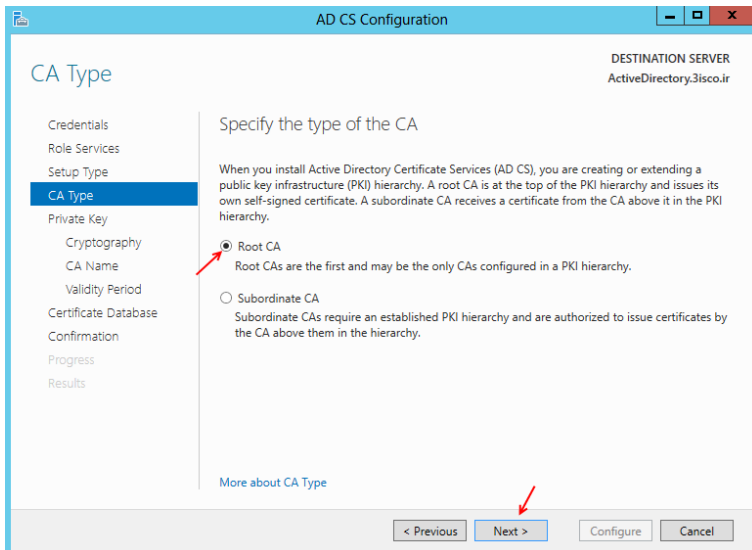 AD CS Configuration
CA Type
DESTINATION SERVER
ActiveDirectory.3isco.ir
Credentials
Role Services
Setup Type
CA Type
Private Key
Cryptography
CA Name
Validity Period
Certificate Database
Confirmation
Progress
Results
Specify the type of the CA
When you install Active Directory Certificate Services (AD CS), you are creating or extending a
public key infrastructure (PKI) hierarchy. A root CA is at the top of the PKI hierarchy and issues its
own self-signed certificate. A subordinate CA receives a certificate from the CA above it in the PKI
hierarchy.
Root CA
Root CAs are the first and may be the only CAs configured in a PKI hierarchy.
Subordinate CA
Subordinate CAs require an established PKI hierarchy and are authorized to issue certificates by
the CA above them in the hierarchy.
More about CA Type
< Previous Next > Configure Cancel